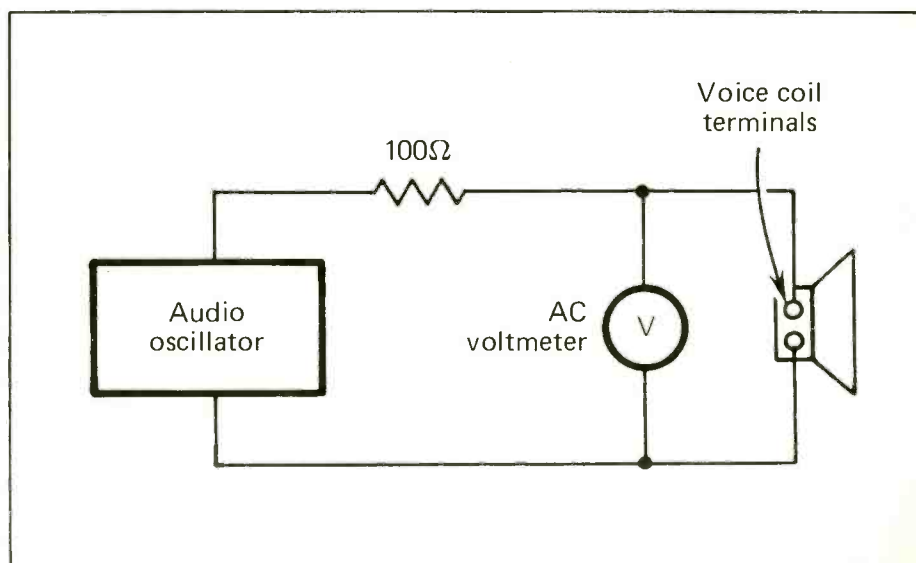 Voice coil
terminals
100Ω
Audio
oscillator
AC
voltmeter
V